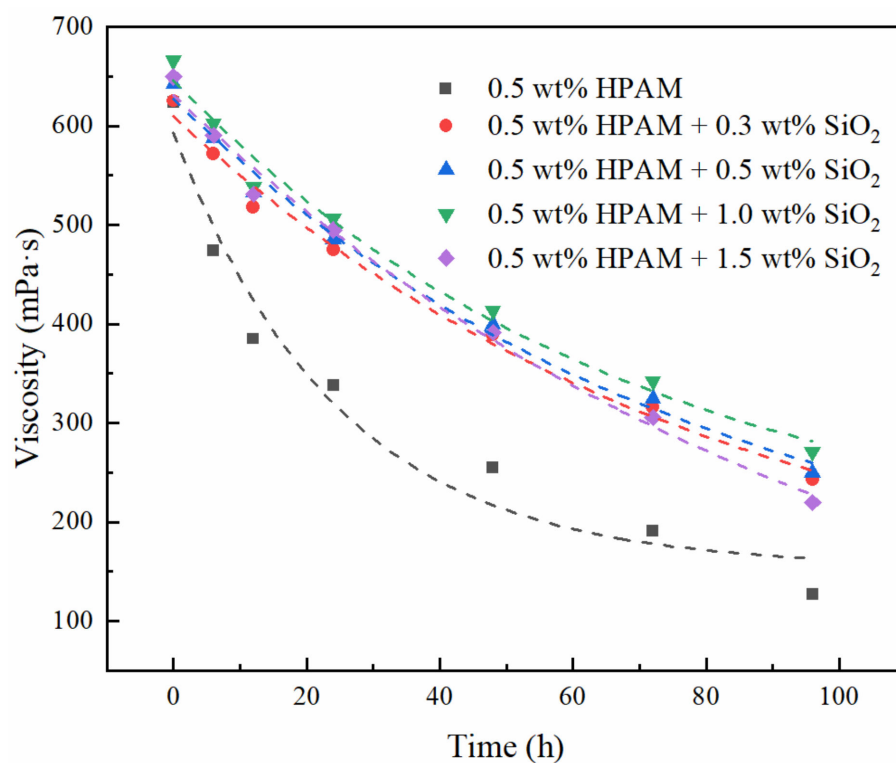 700
600
500
400
300
200
100
Viscosity (mPa·s)
0.5 wt% HPAM
0.5 wt% HPAM + 0.3 wt% SiO₂
0.5 wt% HPAM + 0.5 wt% SiO₂
0.5 wt% HPAM + 1.0 wt% SiO₂
0.5 wt% HPAM + 1.5 wt% SiO₂
0 20 40 60 80 100
Time (h)